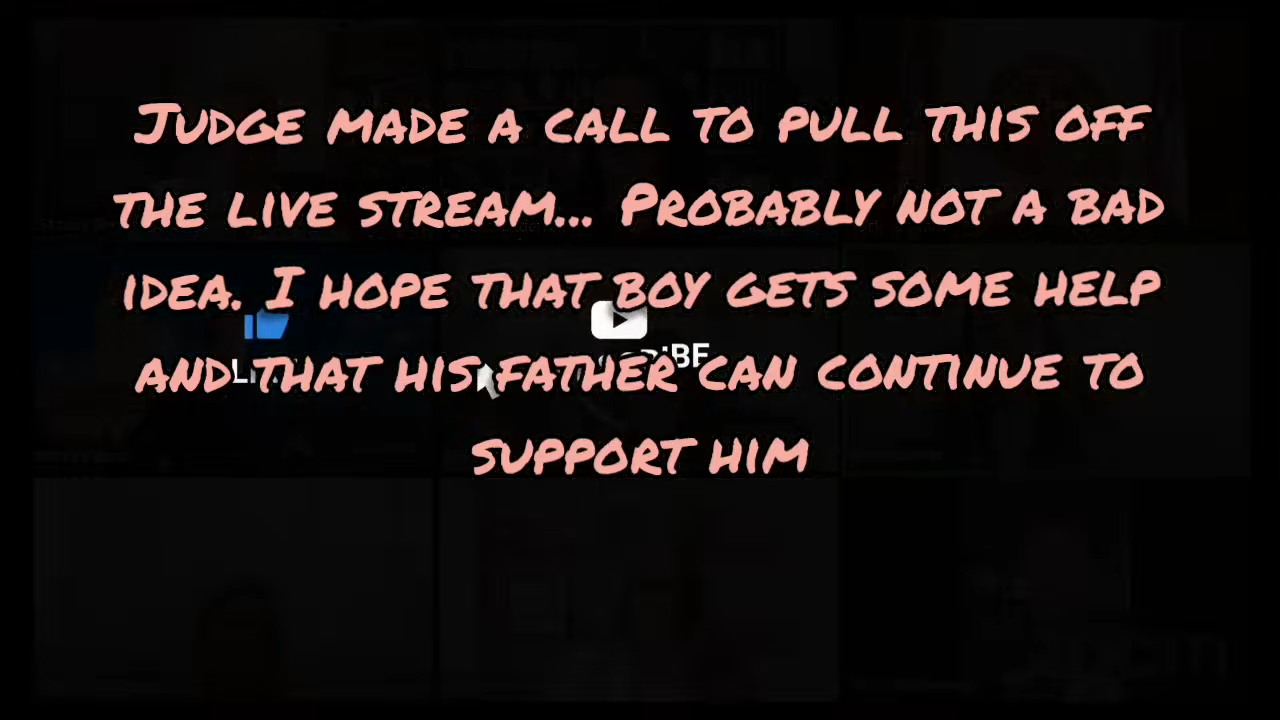 Judge made a call to pull this off
the live stream... Probably not a bad
idea. I hope that boy gets some help
and that his father can continue to
support him